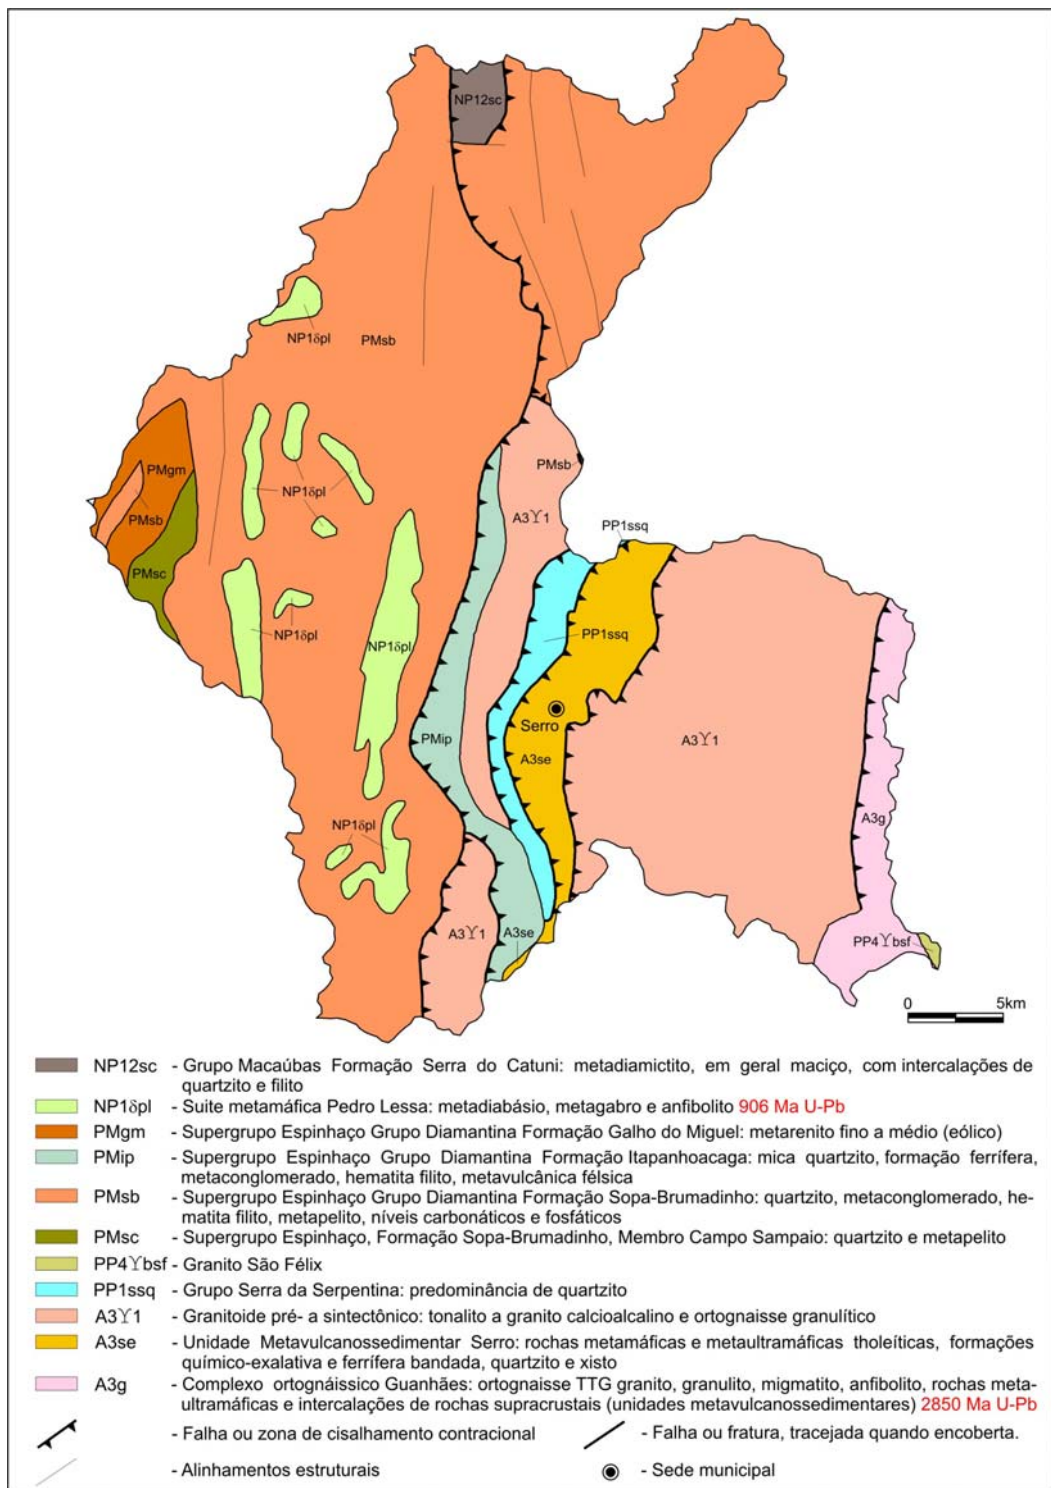 NP12sc
NP1δpl
PMsb
PMgm
PMsb
PMsb
A3ϒ1
NP1δpl
PP1ssq
PMsc
NP1δpl
PP1ssq
NP1δpl
Serro
PMip
A3ϒ1
A3se
A3g
NP1δpl
A3ϒ1
A3se
PP4ϒbsf
0 5km
NP12sc - Grupo Macaúbas Formação Serra do Catuni: metadiamictito, em geral maciço, com intercalações de
quartzito e filito
NP1δpl - Suite metamáfica Pedro Lessa: metadiabásio, metagabro e anfibolito 906 Ma U-Pb
PMgm - Supergrupo Espinhaço Grupo Diamantina Formação Galho do Miguel: metarenito fino a médio (eólico)
PMip - Supergrupo Espinhaço Grupo Diamantina Formação Itapanhoacaga: mica quartzito, formação ferrífera,
metaconglomerado, hematita filito, metavulcânica félsica
PMsb - Supergrupo Espinhaço Grupo Diamantina Formação Sopa-Brumadinho: quartzito, metaconglomerado, he-
matita filito, metapelito, níveis carbonáticos e fosfáticos
PMsc - Supergrupo Espinhaço, Formação Sopa-Brumadinho, Membro Campo Sampaio: quartzito e metapelito
PP4ϒbsf - Granito São Félix
PP1ssq - Grupo Serra da Serpentina: predominância de quartzito
A3ϒ1 - Granitoide pré- a sintectônico: tonalito a granito calcioalcalino e ortognaisse granulítico
A3se - Unidade Metavulcanossedimentar Serro: rochas metamáficas e metaultramáficas tholeíticas, formações
químico-exalativa e ferrífera bandada, quartzito e xisto
A3g - Complexo ortognáissico Guanhães: ortognaisse TTG granito, granulito, migmatito, anfibolito, rochas meta-
ultramáficas e intercalações de rochas supracrustais (unidades metavulcanossedimentares) 2850 Ma U-Pb
- Falha ou zona de cisalhamento contracional - Falha ou fratura, tracejada quando encoberta.
- Alinhamentos estruturais - Sede municipal